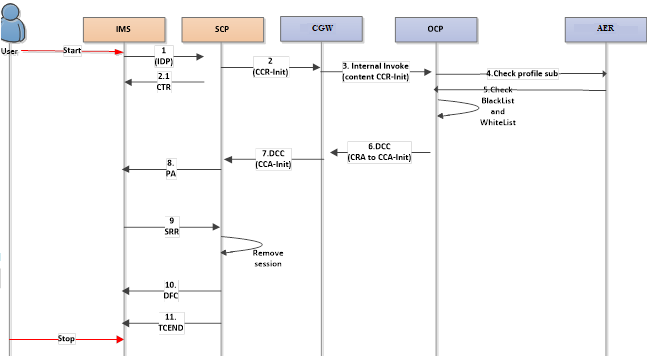 IMS
SCP
CGW
OCP
AER
User
Start
1
(IDP)
2
(CCR-Init)
3. Internal Invoke
(content CCR-Init)
4.Check profile sub
2.1
CTR
5.Check
BlackList
and
WhiteList
6.DCC
(CRA to CCA-Init)
7.DCC
(CCA-Init)
8.
PA
9
SRR
Remove
session
10.
DFC
11.
TCEND
Stop